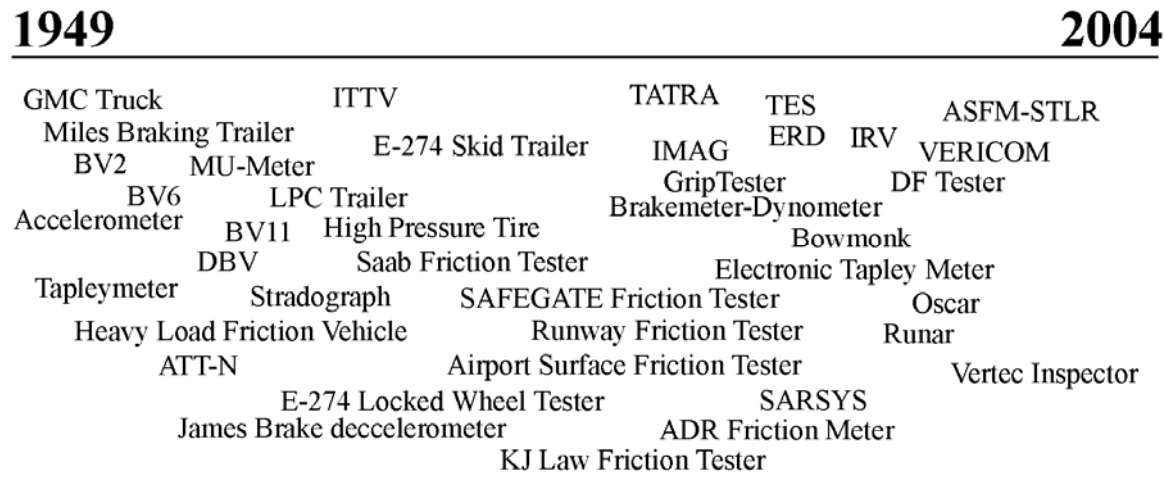 1949 2004
GMC Truck ITTV TATRA TES ASFM-STLR
Miles Braking Trailer E-274 Skid Trailer IMAG ERD IRV VERICOM
BV2 MU-Meter GripTester DF Tester
BV6 LPC Trailer Brakemeter-Dynometer
Accelerometer BV11 High Pressure Tire Bowmonk
DBV Saab Friction Tester Electronic Tapley Meter
Tapleymeter Stradograph SAFEGATE Friction Tester Oscar
Heavy Load Friction Vehicle Runway Friction Tester Runar
ATT-N Airport Surface Friction Tester Vertec Inspector
E-274 Locked Wheel Tester SARSYS
James Brake deccelerometer ADR Friction Meter
KJ Law Friction Tester